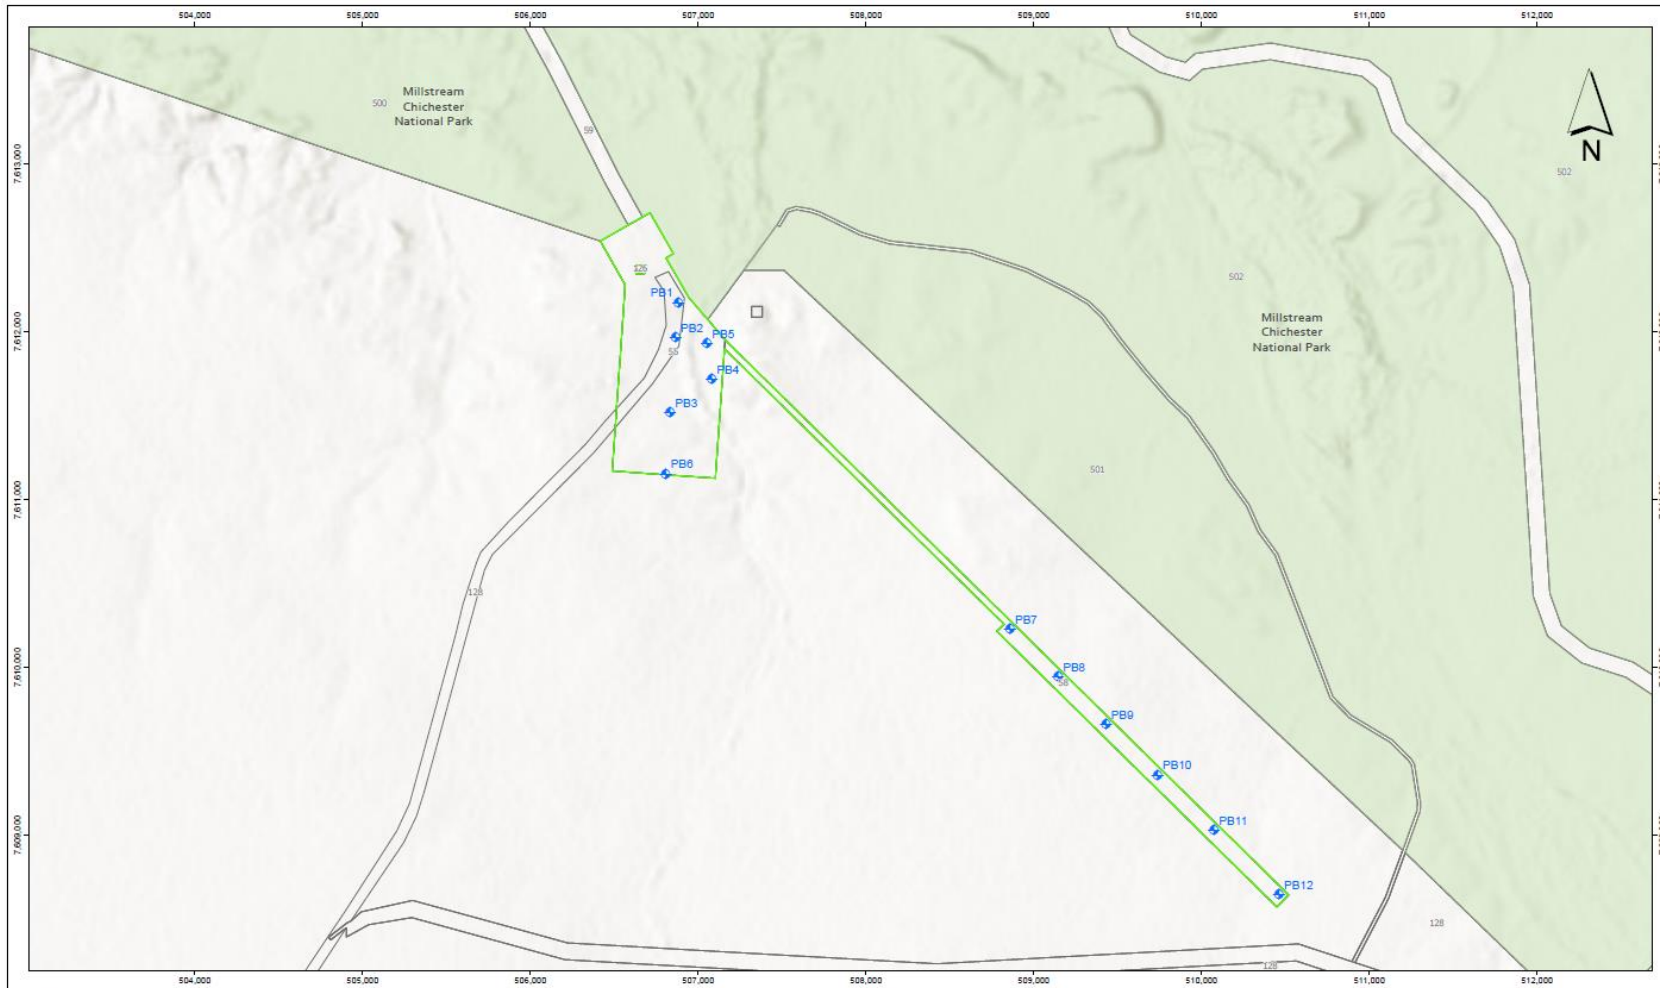 504,000
505,000
506,000
507,000
508,000
509,000
510,000
511,000
512,000
Millstream
Chichester
National Park
500
59
7,613,000
N
502
126
502
PB1
Millstream
Chichester
National Park
7,612,000
PB2
PB5
55
PB4
PB3
PB6
501
7,611,000
128
PB7
7,610,000
PB8
58
PB9
PB10
PB11
7,609,000
PB12
128
128
504,000
505,000
506,000
507,000
508,000
509,000
510,000
511,000
512,000